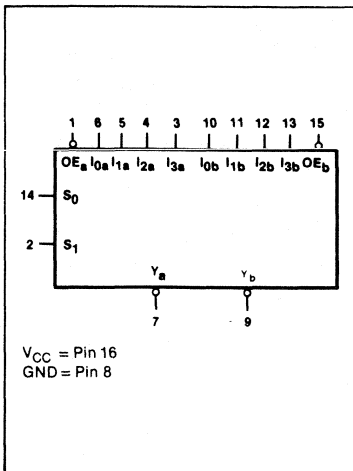 1 6 5 4 3 10 11 12 13 15
OEa I0a I1a I2a I3a I0b I1b I2b I3b OEb
14 S0
2 S1
Ya Yb
7 9
VCC = Pin 16
GND = Pin 8